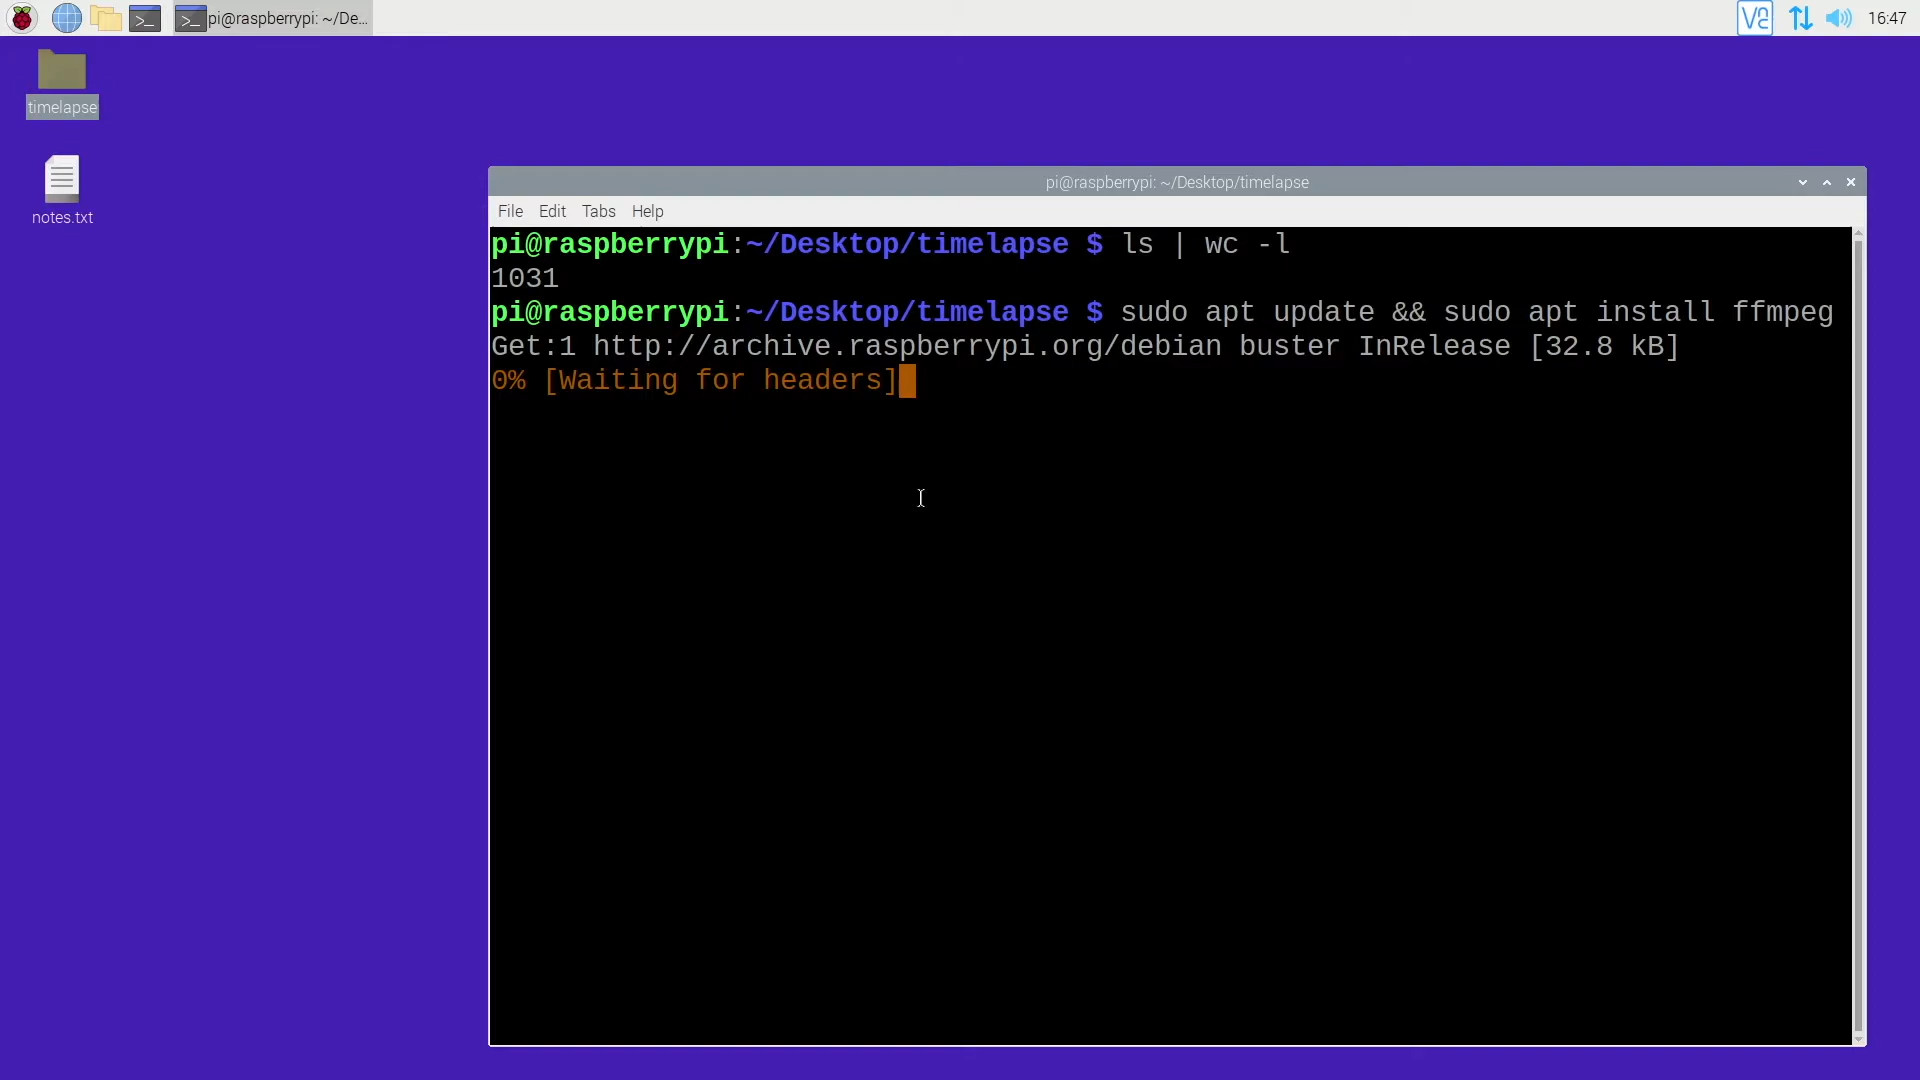 pi@raspberrypi: ~/De...
16:47
timelapse
notes.txt
pi@raspberrypi: ~/Desktop/timelapse
File Edit Tabs Help
pi@raspberrypi:~/Desktop/timelapse $ ls | wc -l
1031
pi@raspberrypi:~/Desktop/timelapse $ sudo apt update && sudo apt install ffmpeg
Get:1 http://archive.raspberrypi.org/debian buster InRelease [32.8 kB]
0% [Waiting for headers]